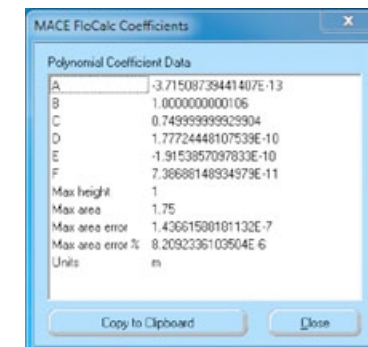 MACE FloCalc Coefficients
Polynomial Coefficient Data
A -3.71508739441407E-13
B 1.0000000000106
C 0.749999999929904
D 1.77724448107539E-10
E -1.9153857097833E-10
F 7.38688148934979E-11
Max height 1
Max area 1.75
Max area error 1.43661588181132E-7
Max area error % 8.2092336103504E-6
Units m
Copy to Clipboard Close